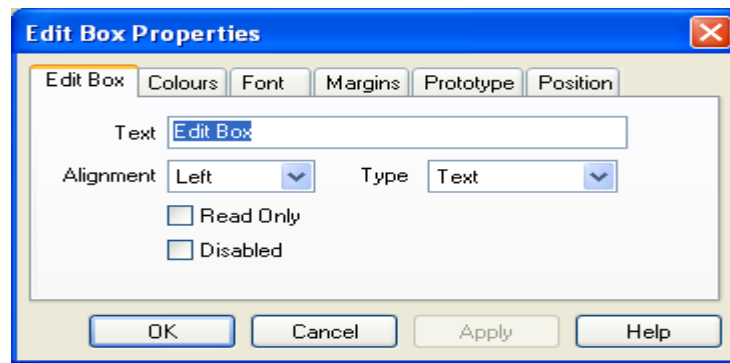 Edit Box Properties
Edit Box Colours Font Margins Prototype Position
Text Edit Box
Alignment Left Type Text
Read Only
Disabled
OK Cancel Apply Help